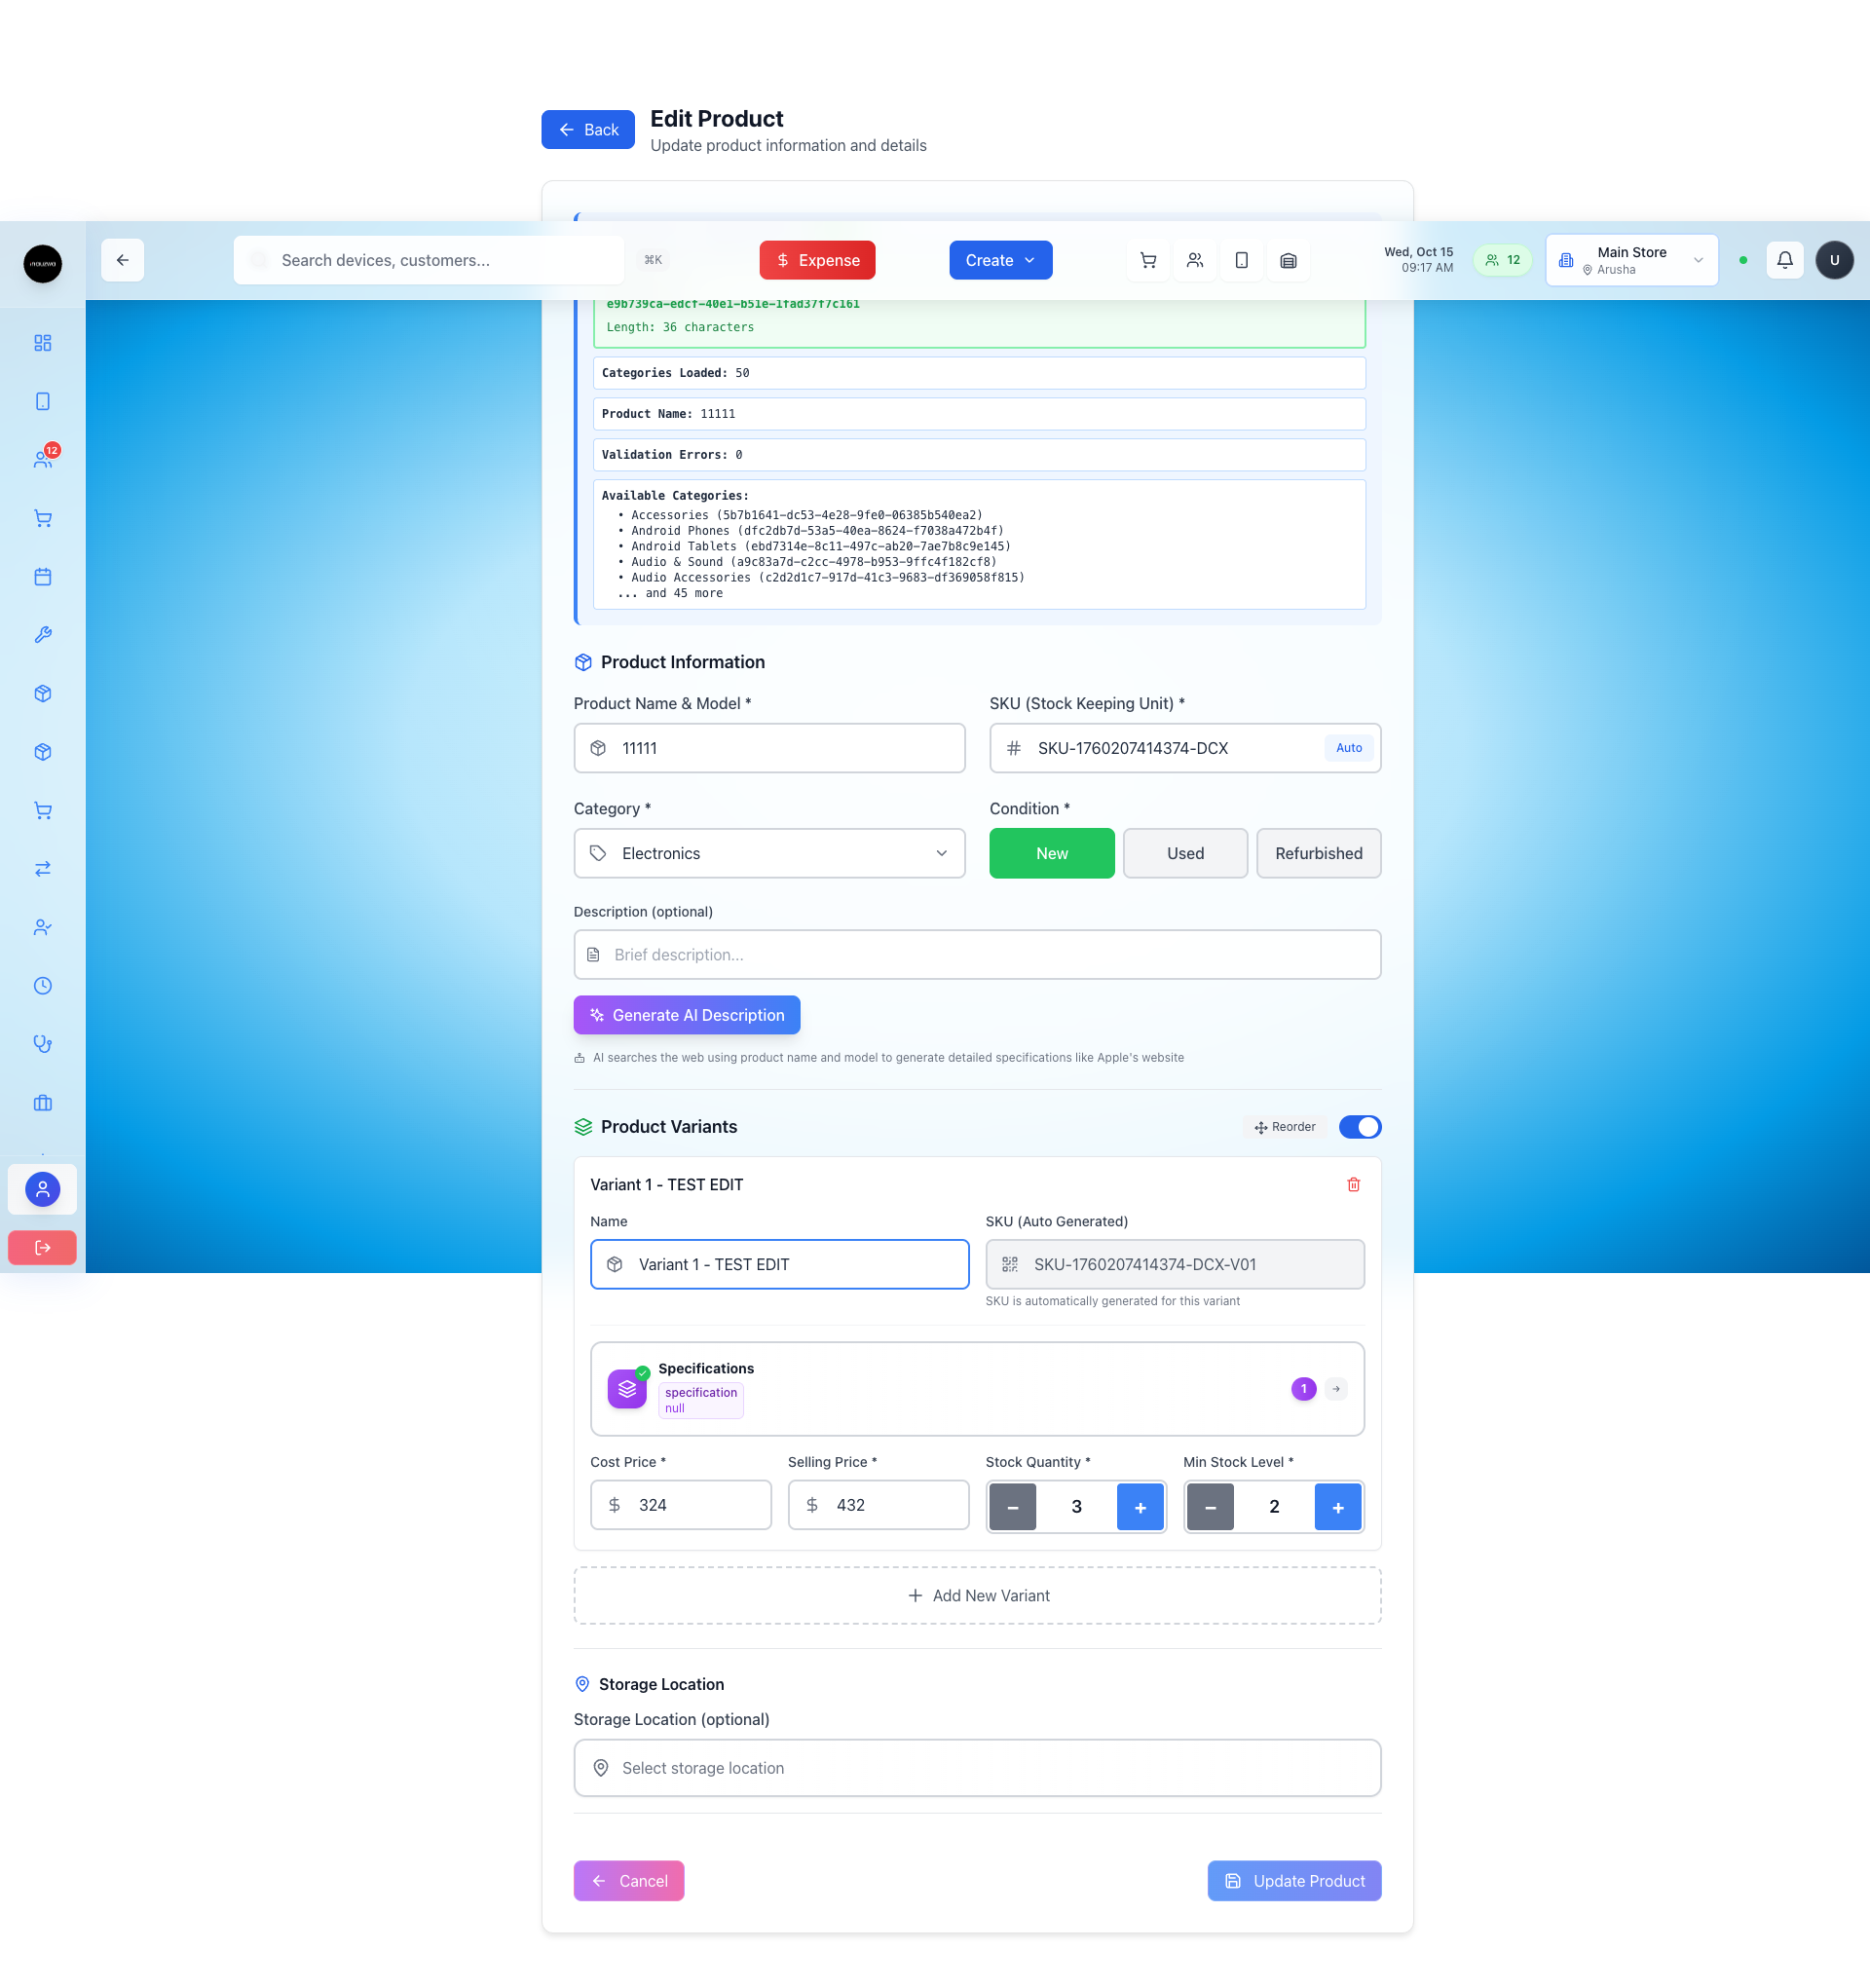 Back
Edit Product
Update product information and details
Search devices, customers...
⌘K
$ Expense
Create
Wed, Oct 15
09:17 AM
12
Main Store
Arusha
U
12
e9b739ca-edcf-40e1-b51e-1fad37f7c161
Length: 36 characters
Categories Loaded: 50
Product Name: 11111
Validation Errors: 0
Available Categories:
• Accessories (5b7b1641-dc53-4e28-9fe0-06385b540ea2)
• Android Phones (dfc2db7d-53a5-40ea-8624-f7038a472b4f)
• Android Tablets (ebd7314e-8c11-497c-ab20-7ae7b8c9e145)
• Audio & Sound (a9c83a7d-c2cc-4978-b953-9ffc4f182cf8)
• Audio Accessories (c2d2d1c7-917d-41c3-9683-df369058f815)
... and 45 more
Product Information
Product Name & Model *
SKU (Stock Keeping Unit) *
11111
SKU-1760207414374-DCX
Auto
Category *
Condition *
Electronics
New
Used
Refurbished
Description (optional)
Brief description...
Generate AI Description
AI searches the web using product name and model to generate detailed specifications like Apple's website
Product Variants
Reorder
Variant 1 - TEST EDIT
Name
SKU (Auto Generated)
Variant 1 - TEST EDIT
SKU-1760207414374-DCX-V01
SKU is automatically generated for this variant
Specifications
specification
null
1
Cost Price *
Selling Price *
Stock Quantity *
Min Stock Level *
$ 324
$ 432
− 3 +
− 2 +
+ Add New Variant
Storage Location
Storage Location (optional)
Select storage location
Cancel
Update Product